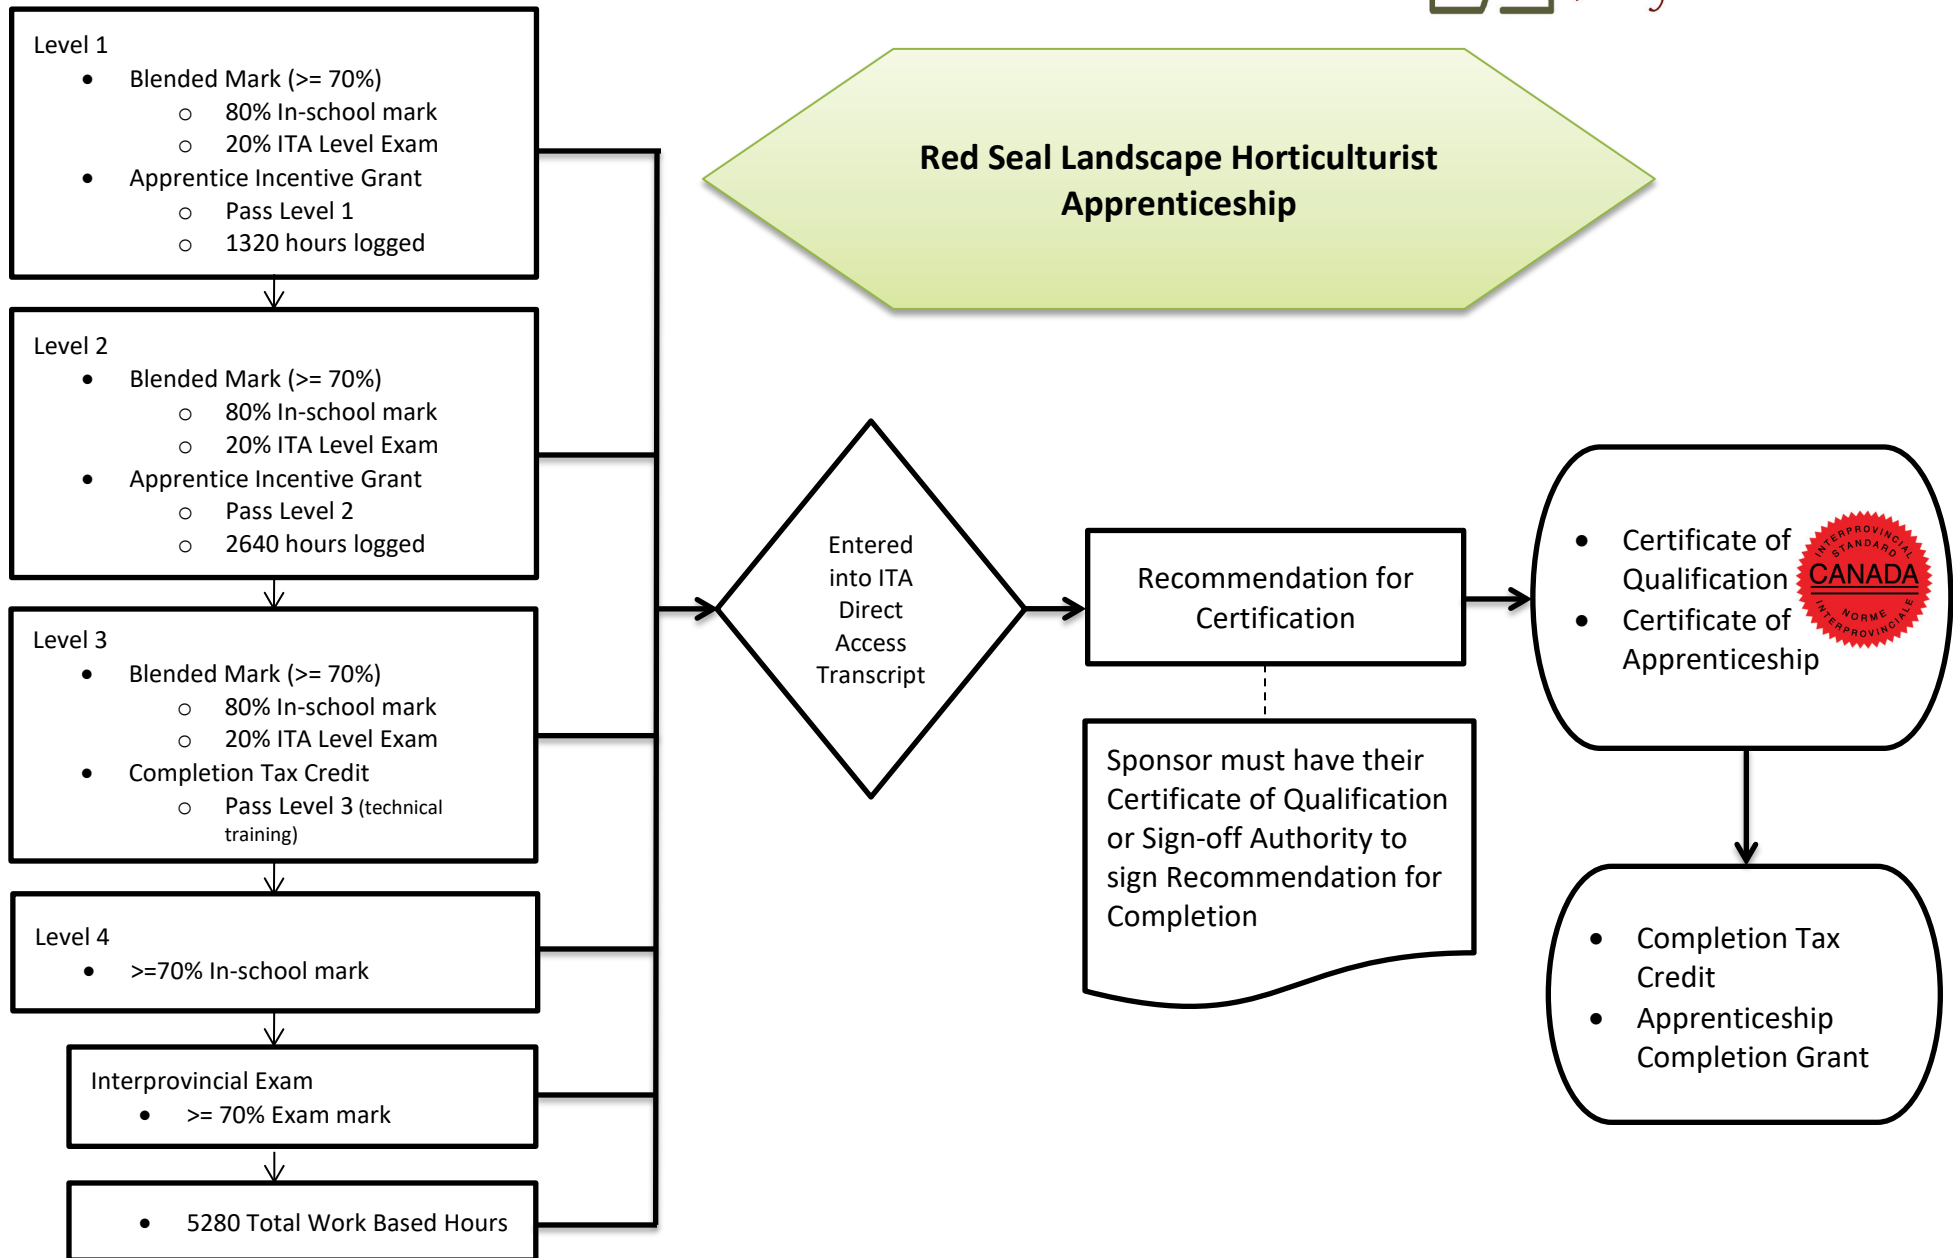 Level 1
• Blended Mark (>= 70%)
o 80% In-school mark
o 20% ITA Level Exam
• Apprentice Incentive Grant
o Pass Level 1
o 1320 hours logged
Red Seal Landscape Horticulturist
Apprenticeship
Level 2
• Blended Mark (>= 70%)
o 80% In-school mark
o 20% ITA Level Exam
• Apprentice Incentive Grant
o Pass Level 2
o 2640 hours logged
Level 3
• Blended Mark (>= 70%)
o 80% In-school mark
o 20% ITA Level Exam
• Completion Tax Credit
o Pass Level 3 (technical
training)
Level 4
• >=70% In-school mark
Interprovincial Exam
• >= 70% Exam mark
• 5280 Total Work Based Hours
Entered
into ITA
Direct
Access
Transcript
Recommendation for
Certification
Sponsor must have their
Certificate of Qualification
or Sign-off Authority to
sign Recommendation for
Completion
• Certificate of
Qualification
• Certificate of
Apprenticeship
INTERPROVINCIAL
STANDARD
CANADA
NORME
INTERPROVINCIALE
• Completion Tax
Credit
• Apprenticeship
Completion Grant